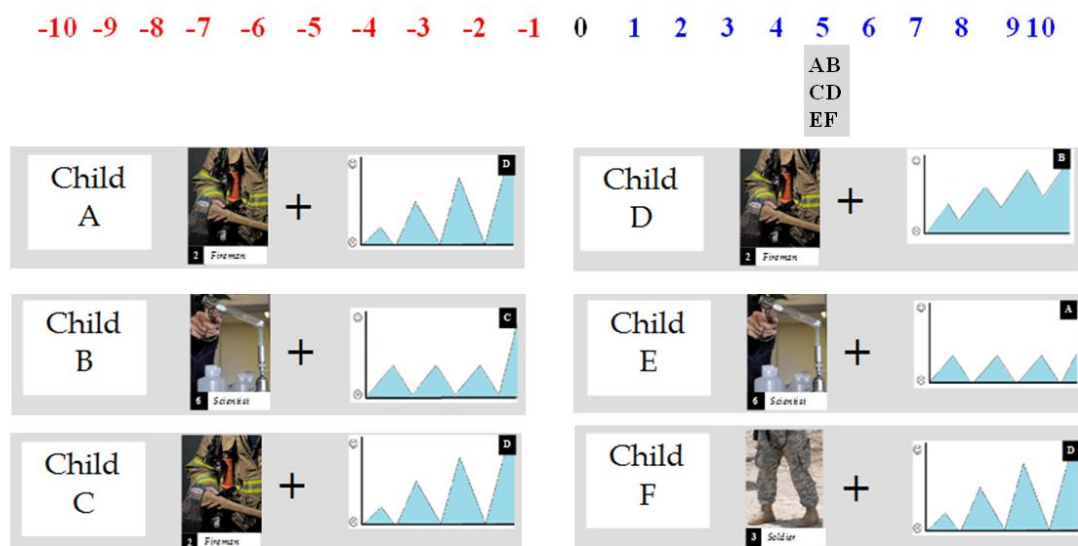 -10 -9 -8 -7 -6 -5 -4 -3 -2 -1 0 1 2 3 4 5 6 7 8 9 10
AB
CD
EF
Child
A
2 Fireman
+
D
Child
D
2 Fireman
+
B
Child
B
6 Scientist
+
C
Child
E
6 Scientist
+
A
Child
C
2 Fireman
+
D
Child
F
3 Soldier
+
D